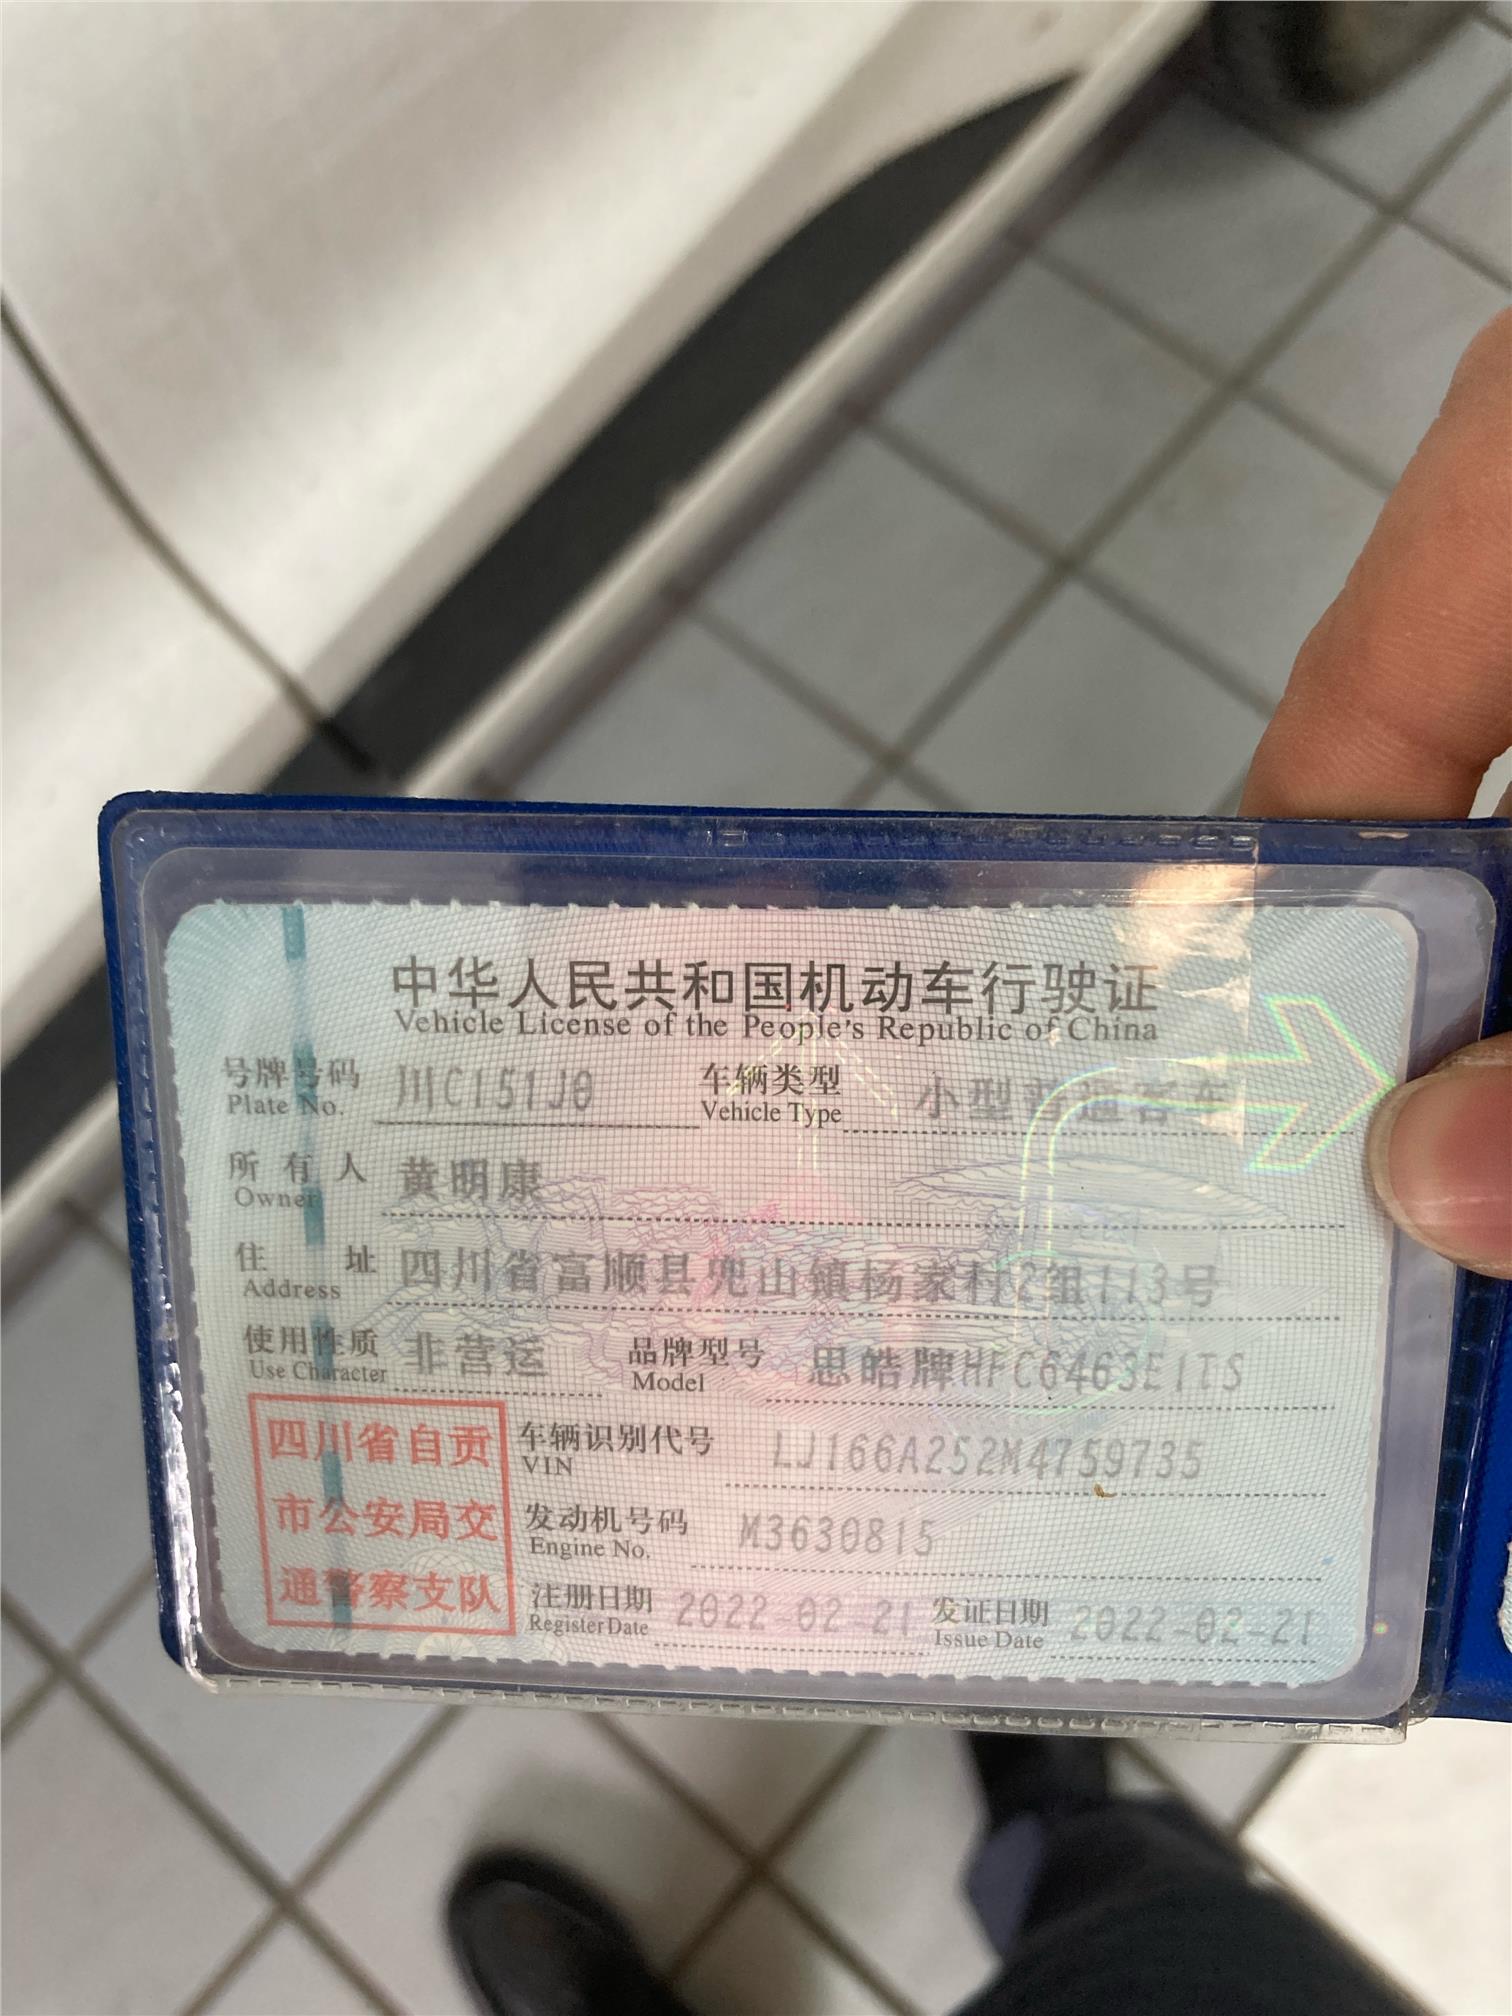 中华人民共和国机动车行驶证
Vehicle License of the People's Republic of China
号牌号码 川C151J0 车辆类型 小型普通客车
Plate No. Vehicle Type
所有人 黄明康
Owner
住址 四川省富顺县兜山镇杨家村2组113号
Address
使用性质 非营运 品牌型号 思皓牌HFC6463E1TS
Use Character Model
四川省自贡
市公安局交
通警察支队
车辆识别代号 LJ166A252M4759735
VIN
发动机号码 M3630815
Engine No.
注册日期 2022-02-21 发证日期 2022-02-21
Register Date Issue Date